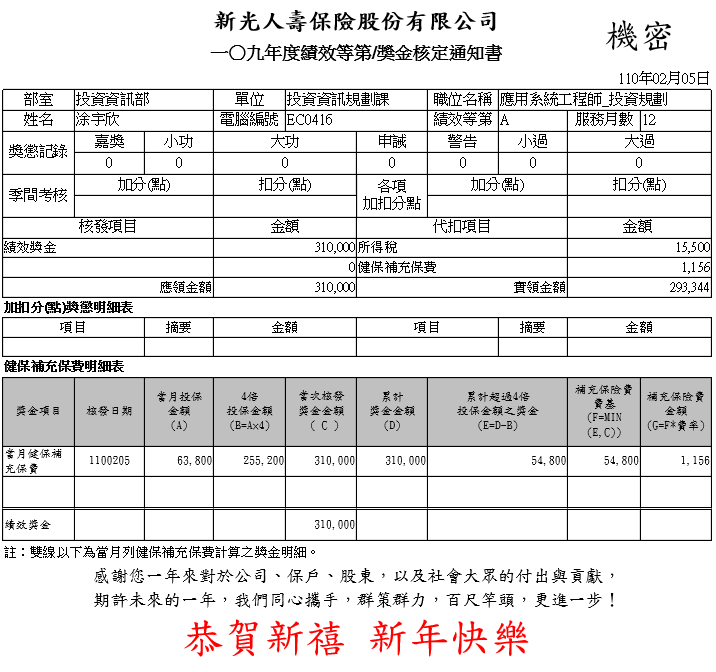 新光人壽保險股份有限公司
機密
一〇九年度績效等第/獎金核定通知書
110年02月05日
部室 投資資訊部 單位 投資資訊規劃課 職位名稱 應用系統工程師_投資規劃
姓名 涂宇欣 電腦編號 EC0416 績效等第 A 服務月數 12
獎懲記錄 嘉獎 小功 大功 申誡 警告 小過 大過
0 0 0 0 0 0 0
季間考核 加分(點) 扣分(點) 各項 加扣分點 加分(點) 扣分(點)
核發項目 金額 代扣項目 金額
績效獎金 310,000 所得稅 15,500
0 健保補充保費 1,156
應領金額 310,000 實領金額 293,344
加扣分(點)獎懲明細表
項目 摘要 金額 項目 摘要 金額
健保補充保費明細表
獎金項目 核發日期 當月投保 金額 (A) 4倍 投保金額 (B=Ax4) 當次核發 獎金金額 ( C ) 累計 獎金金額 (D) 累計超過4倍 投保金額之獎金 (E=D-B) 補充保險費 費基 (F=MIN (E,C)) 補充保險費 金額 (G=F*費率)
當月健保補充保費 1100205 63,800 255,200 310,000 310,000 54,800 54,800 1,156
績效獎金 310,000
註：雙線以下為當月列健保補充保費計算之獎金明細。
感謝您一年來對於公司、保戶、股東，以及社會大眾的付出與貢獻，
期許未來的一年，我們同心攜手，群策群力，百尺竿頭，更進一步！
恭賀新禧 新年快樂